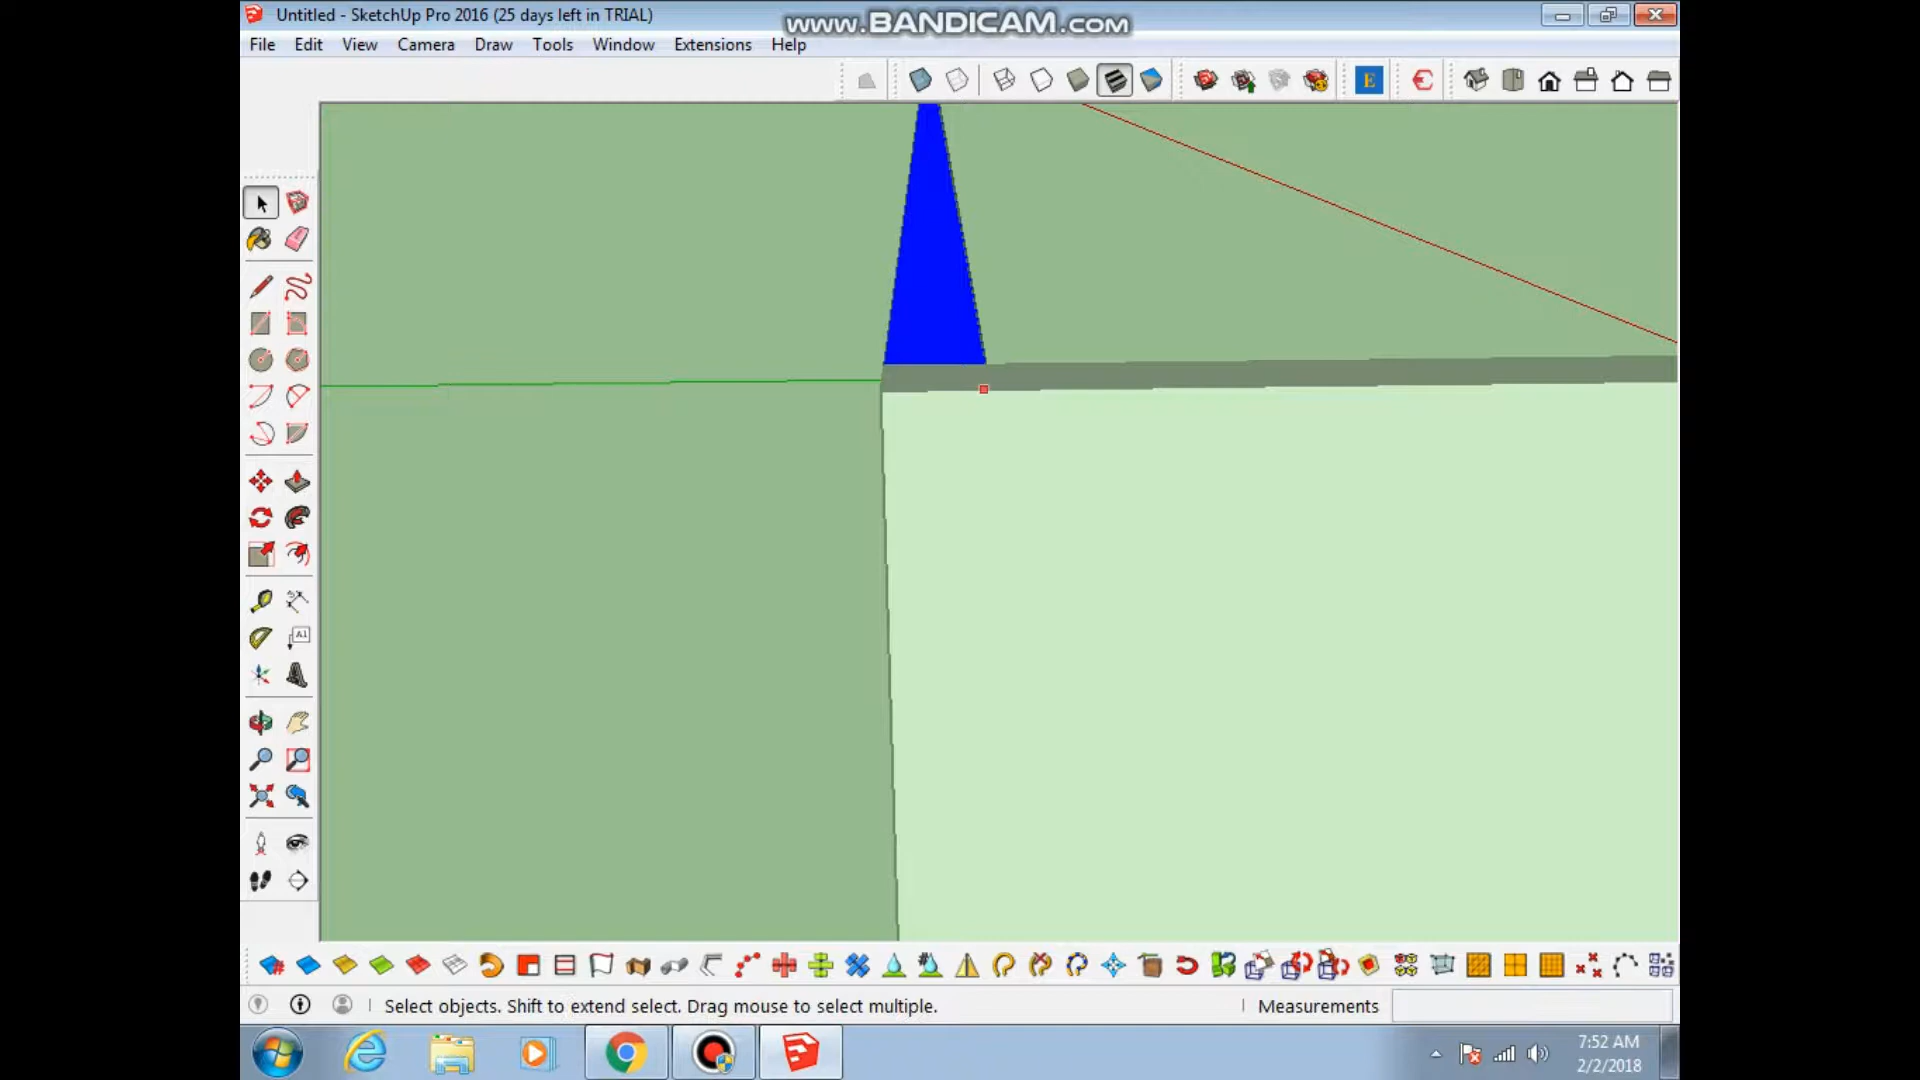 Untitled - SketchUp Pro 2016 (25 days left in TRIAL)
www.BANDICAM.com
File Edit View Camera Draw Tools Window Extensions Help
E
A1
Select objects. Shift to extend select. Drag mouse to select multiple.
Measurements
7:52 AM
2/2/2018